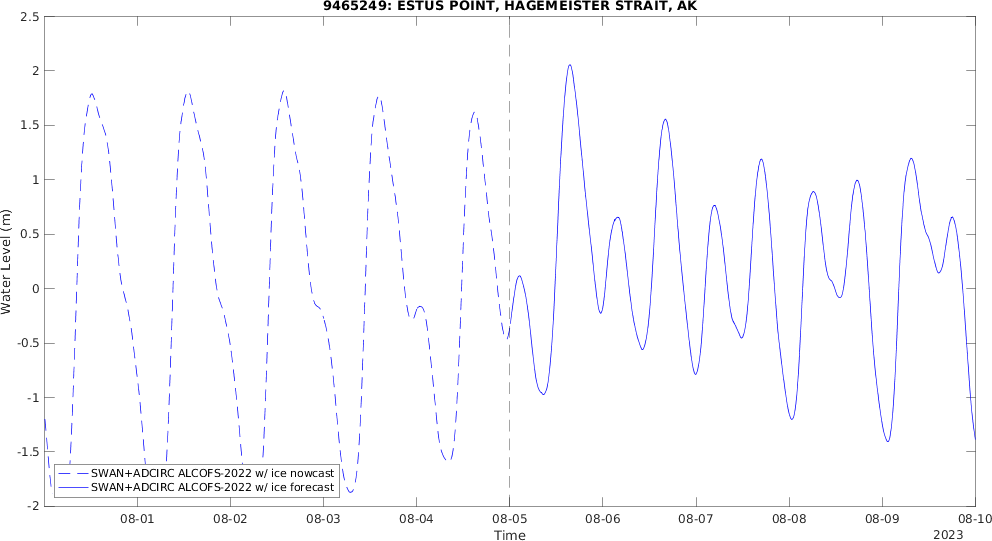 9465249: ESTUS POINT, HAGEMEISTER STRAIT, AK
2.5
2
1.5
1
0.5
0
-0.5
-1
-1.5
-2
Water Level (m)
SWAN+ADCIRC ALCOFS-2022 w/ ice nowcast
SWAN+ADCIRC ALCOFS-2022 w/ ice forecast
08-01 08-02 08-03 08-04 08-05 08-06 08-07 08-08 08-09 08-10
Time
2023